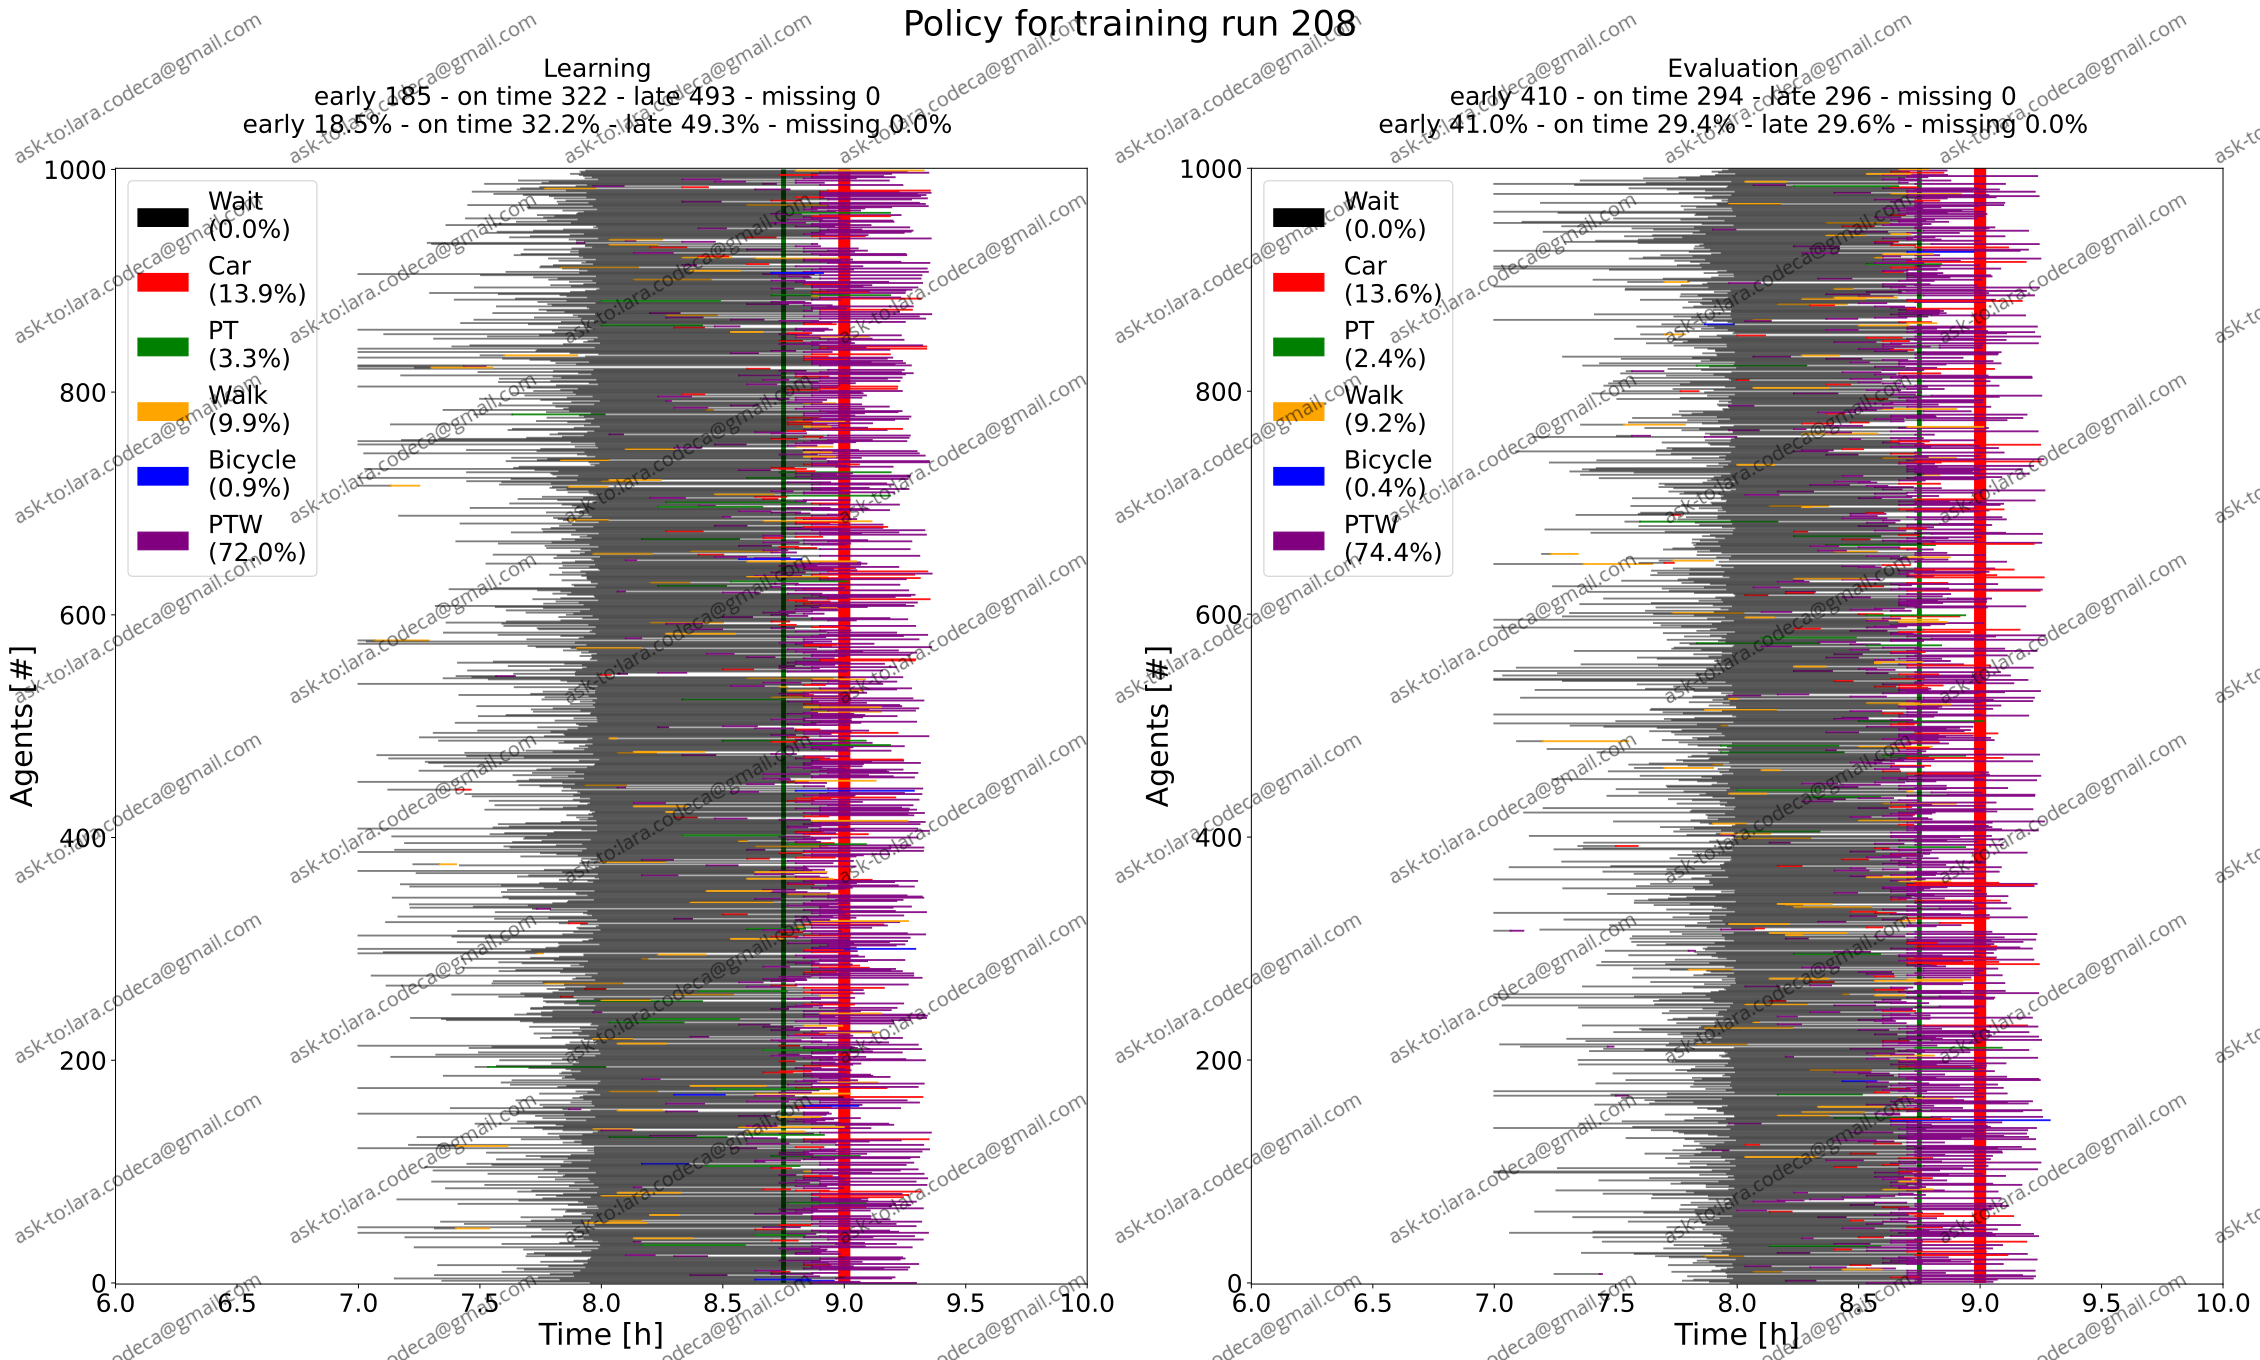 Policy for training run 208
Learning
early 185 - on time 322 - late 493 - missing 0
early 18.5% - on time 32.2% - late 49.3% - missing 0.0%
Evaluation
early 410 - on time 294 - late 296 - missing 0
early 41.0% - on time 29.4% - late 29.6% - missing 0.0%
1000
800
600
400
200
0
Agents [#]
Wait
(0.0%)
Car
(13.9%)
PT
(3.3%)
Walk
(9.9%)
Bicycle
(0.9%)
PTW
(72.0%)
6.0 6.5 7.0 7.5 8.0 8.5 9.0 9.5 10.0
Time [h]
1000
800
600
400
200
0
Agents [#]
Wait
(0.0%)
Car
(13.6%)
PT
(2.4%)
Walk
(9.2%)
Bicycle
(0.4%)
PTW
(74.4%)
6.0 6.5 7.0 7.5 8.0 8.5 9.0 9.5 10.0
Time [h]
ask-to:lara.codeca@gmail.com